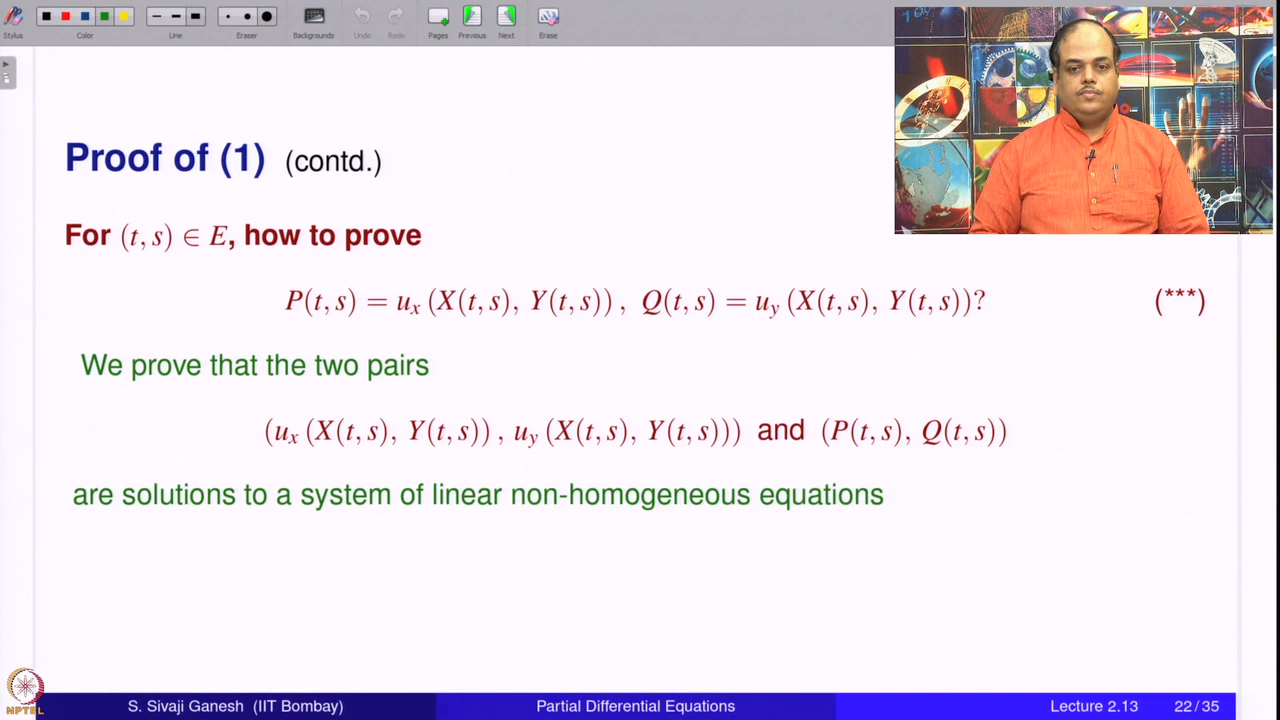 Stylus Color Line Eraser Backgrounds Undo Redo Pages Previous Next Erase
Proof of (1) (contd.)
For (t, s) ∈ E, how to prove
P(t, s) = u_x (X(t, s), Y(t, s)) , Q(t, s) = u_y (X(t, s), Y(t, s))? (***)
We prove that the two pairs
(u_x (X(t, s), Y(t, s)) , u_y (X(t, s), Y(t, s))) and (P(t, s), Q(t, s))
are solutions to a system of linear non-homogeneous equations
NPTEL
S. Sivaji Ganesh (IIT Bombay) Partial Differential Equations Lecture 2.13 22/35